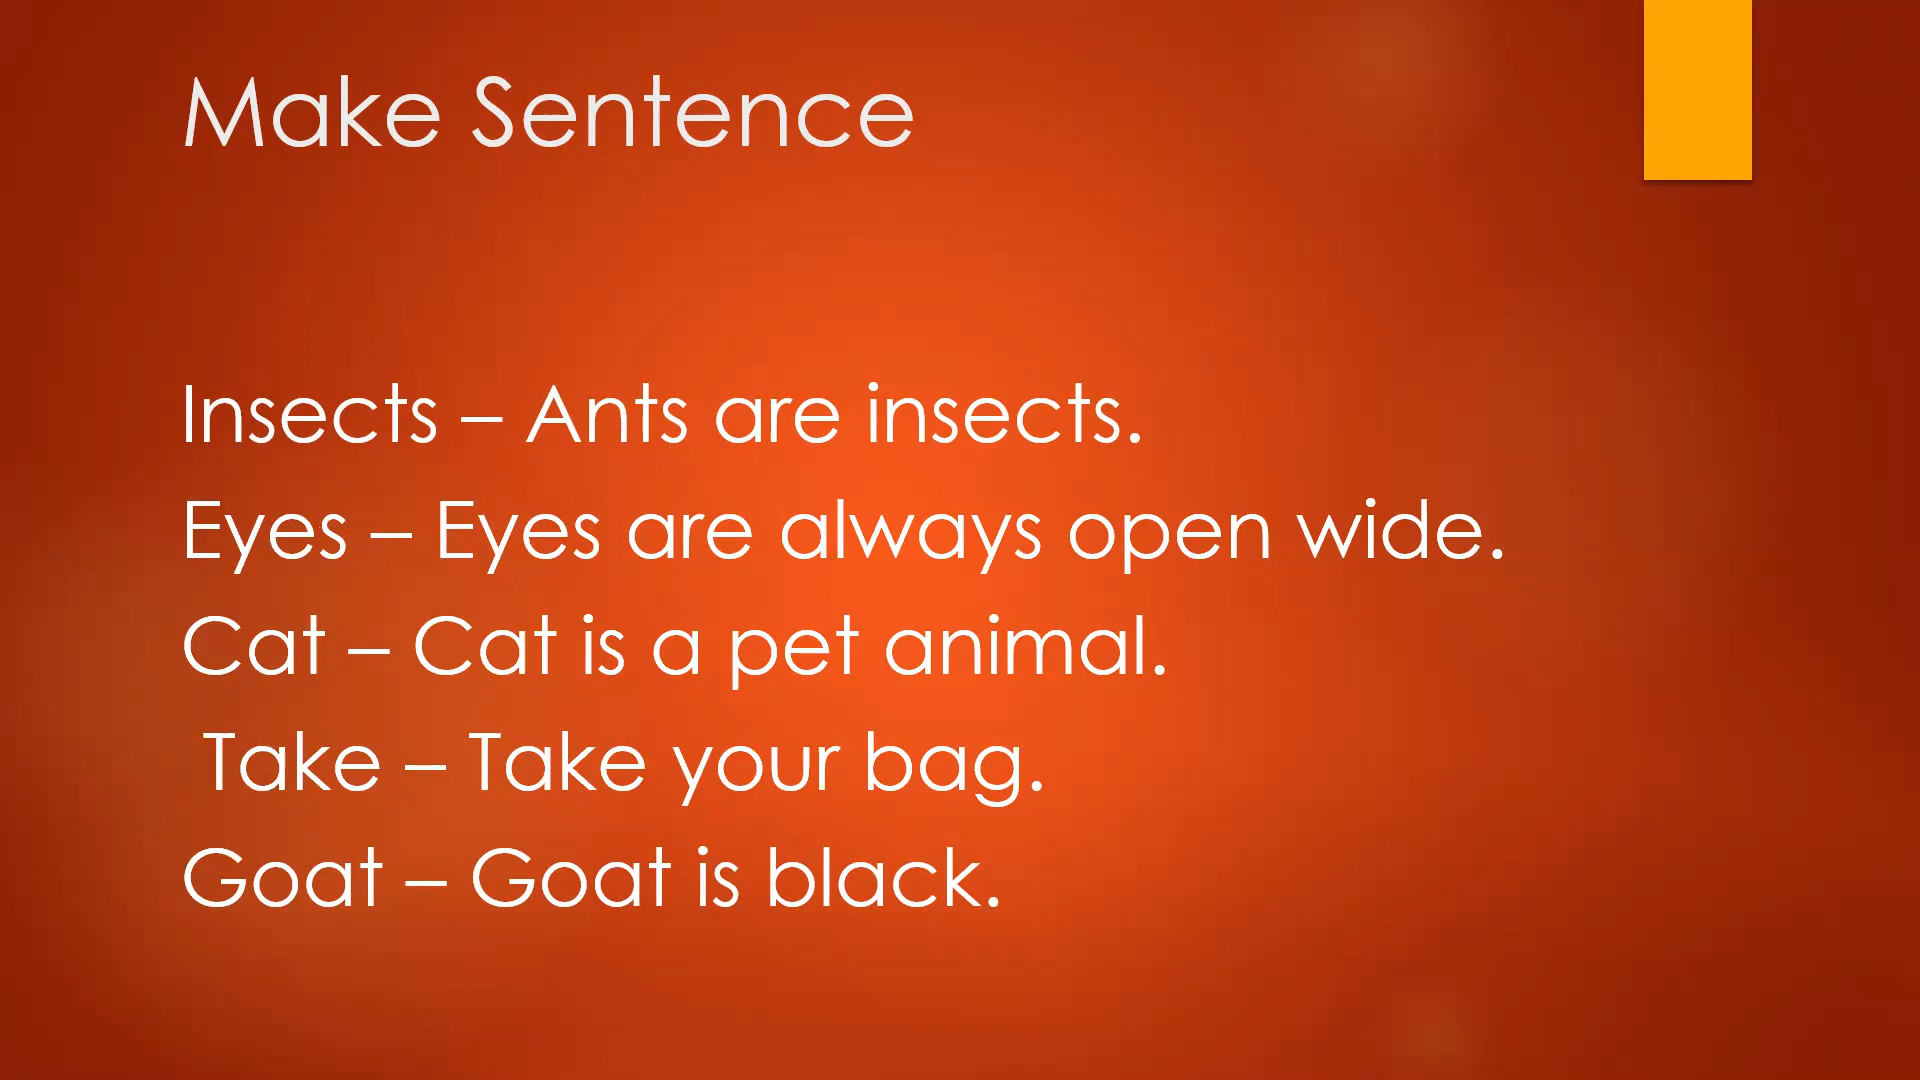 Make Sentence
Insects – Ants are insects.
Eyes – Eyes are always open wide.
Cat – Cat is a pet animal.
Take – Take your bag.
Goat – Goat is black.